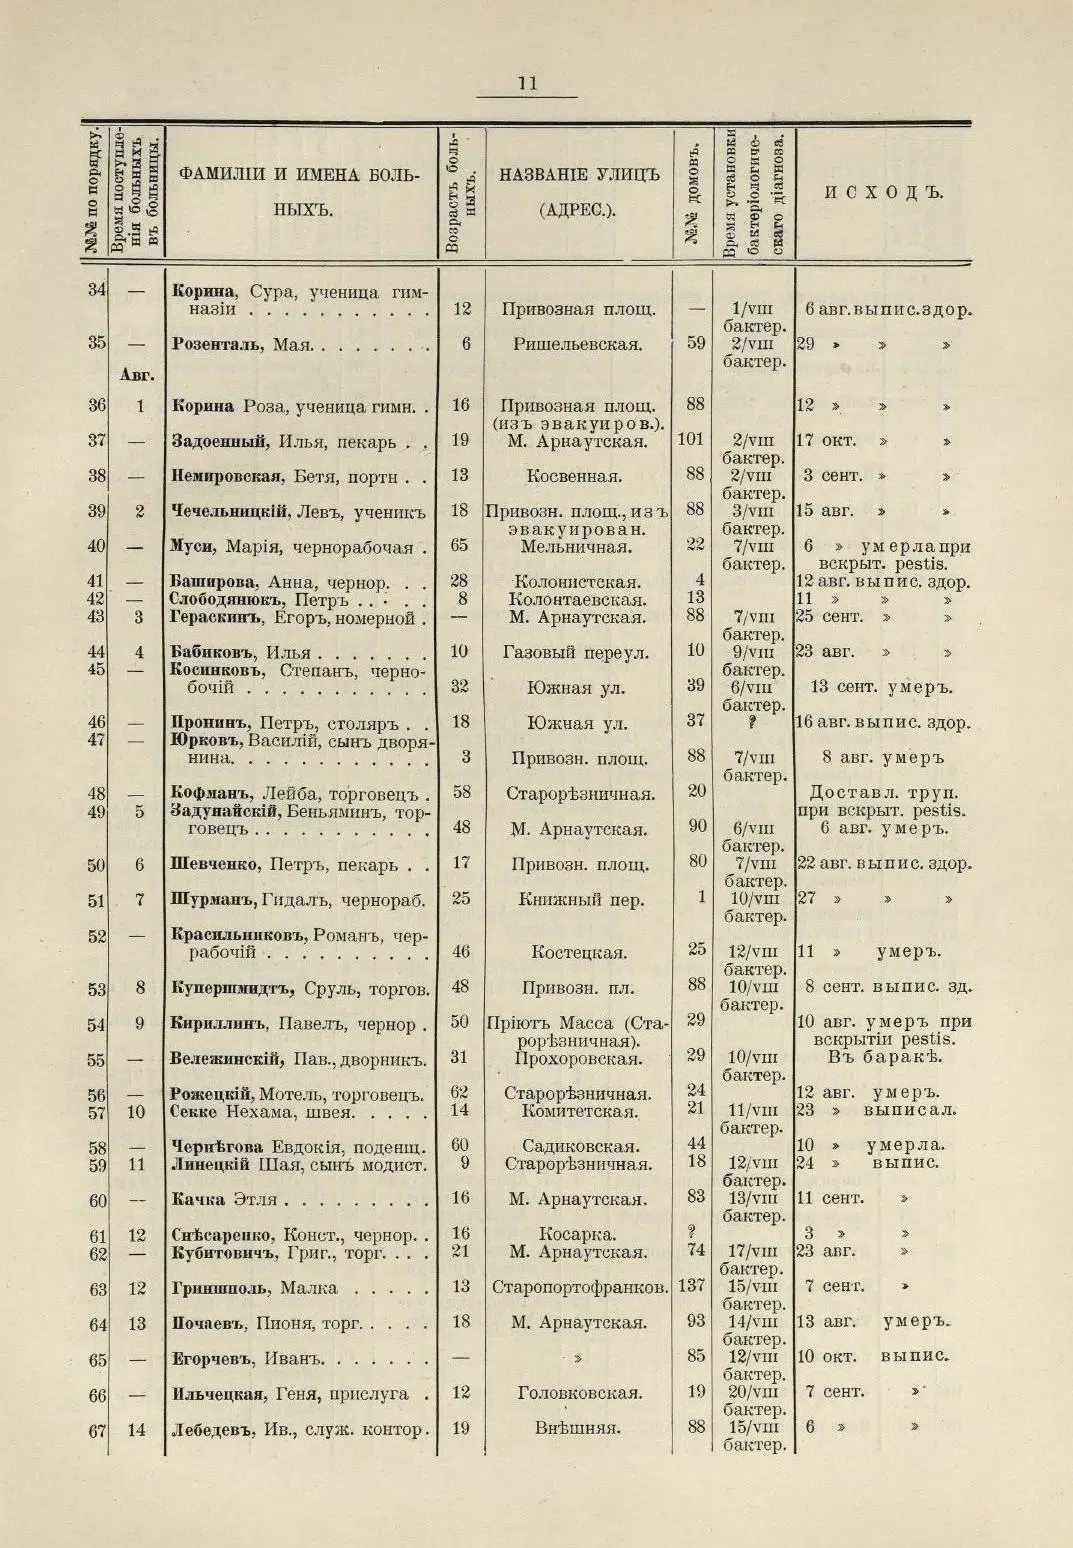 11
№№ по порядку.
Время поступле-
нія больныхъ
въ больницы.
ФАМИЛІИ И ИМЕНА БОЛЬ-
НЫХЪ.
Возрастъ боль-
ныхъ.
НАЗВАНІЕ УЛИЦЪ
(АДРЕС.).
№№ домовъ.
Время установки
бактеріологиче-
скаго діагноза.
ИСХОДЪ.
34 — Корина, Сура, ученица гим-
назіи . . . . . . . . . . . 12 Привозная площ. — 1/VIII 6 авг. выпис. здор.
бактер.
35 — Розенталь, Мая. . . . . . . . 6 Ришельевская. 59 2/VIII 29 » » »
бактер.
Авг.
36 1 Корина Роза, ученица гимн. . 16 Привозная площ. 88 12 » » »
(изъ эвакуиров.).
37 — Задоенный, Илья, пекарь . . 19 М. Арнаутская. 101 2/VIII 17 окт. » »
бактер.
38 — Немировская, Бетя, портн . . 13 Косвенная. 88 2/VIII 3 сент. » »
бактер.
39 2 Чечельницкій, Левъ, ученикъ 18 Привозн. площ., изъ 88 3/VIII 15 авг. » »
эвакуирован. бактер.
40 — Муси, Марія, чернорабочая . 65 Мельничная. 22 7/VIII 6 » умерла при
бактер. вскрыт. pestis.
41 — Баширова, Анна, чернор. . . 28 Колонистская. 4 12 авг. выпис. здор.
42 — Слободянюкъ, Петръ . . . . . 8 Колонтаевская. 13 11 » » »
43 3 Гераскинъ, Егоръ, номерной . — М. Арнаутская. 88 7/VIII 25 сент. » »
бактер.
44 4 Бабиковъ, Илья . . . . . . . 10 Газовый переул. 10 9/VIII 23 авг. » »
45 — Косинковъ, Степанъ, черно- бактер.
бочій . . . . . . . . . . . 32 Южная ул. 39 6/VIII 13 сент. умеръ.
бактер.
46 — Пронинъ, Петръ, столяръ . . 18 Южная ул. 37 ? 16 авг. выпис. здор.
47 — Юрковъ, Василій, сынъ дворя-
нина. . . . . . . . . . . . 3 Привозн. площ. 88 7/VIII 8 авг. умеръ
бактер.
48 — Кофманъ, Лейба, торговецъ . 58 Старорѣзничная. 20 Доставл. труп.
49 5 Задунайскій, Беньяминъ, тор- при вскрыт. pestis.
говецъ . . . . . . . . . . . 48 М. Арнаутская. 90 6/VIII 6 авг. умеръ.
бактер.
50 6 Шевченко, Петръ, пекарь . . 17 Привозн. площ. 80 7/VIII 22 авг. выпис. здор.
бактер.
51 7 Шурманъ, Гидалъ, чернораб. 25 Книжный пер. 1 10/VIII 27 » » »
бактер.
52 — Красильниковъ, Романъ, чер-
рабочій . . . . . . . . . . 46 Костецкая. 25 12/VIII 11 » умеръ.
бактер.
53 8 Купершмидтъ, Сруль, торгов. 48 Привозн. пл. 88 10/VIII 8 сент. выпис. зд.
бактер.
54 9 Кириллинъ, Павелъ, чернор . 50 Пріютъ Масса (Ста- 29 10 авг. умеръ при
рорѣзничная). вскрытіи pestis.
55 — Вележинскій, Пав., дворникъ. 31 Прохоровская. 29 10/VIII Въ баракѣ.
бактер.
56 — Рожецкій, Мотель, торговецъ. 62 Старорѣзничная. 24 12 авг. умеръ.
57 10 Секке Нехама, швея. . . . . 14 Комитетская. 21 11/VIII 23 » выписал.
бактер.
58 — Чернѣгова Евдокія, поденщ. 60 Садиковская. 44 10 » умерла.
59 11 Линецкій Шая, сынъ модист. 9 Старорѣзничная. 18 12/VIII 24 » выпис.
бактер.
60 — Качка Этля . . . . . . . . . 16 М. Арнаутская. 83 13/VIII 11 сент. »
бактер.
61 12 Снѣсаренко, Конст., чернор. . 16 Косарка. ? 3 » »
62 — Кубитовичъ, Григ., торг. . . . 21 М. Арнаутская. 74 17/VIII 23 авг. »
бактер.
63 12 Гриншполь, Малка . . . . . 13 Старопортофранков. 137 15/VIII 7 сент. »
бактер.
64 13 Почаевъ, Пионя, торг. . . . . 18 М. Арнаутская. 93 14/VIII 13 авг. умеръ.
бактер.
65 — Егорчевъ, Иванъ. . . . . . . — » 85 12/VIII 10 окт. выпис.
бактер.
66 — Ильчецкая, Геня, прислуга . 12 Головковская. 19 20/VIII 7 сент. »
бактер.
67 14 Лебедевъ, Ив., служ. контор. 19 Внѣшняя. 88 15/VIII 6 » »
бактер.